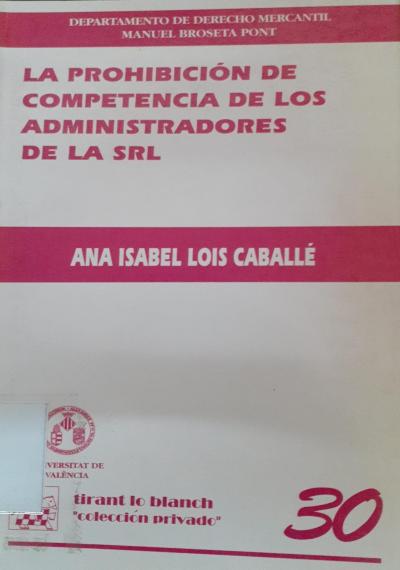 DEPARTAMENTO DE DERECHO MERCANTIL
MANUEL BROSETA PONT
LA PROHIBICIÓN DE
COMPETENCIA DE LOS
ADMINISTRADORES
DE LA SRL
ANA ISABEL LOIS CABALLÉ
VERSITAT DE
VALÈNCIA
tirant lo blanch
"colección privado"
30